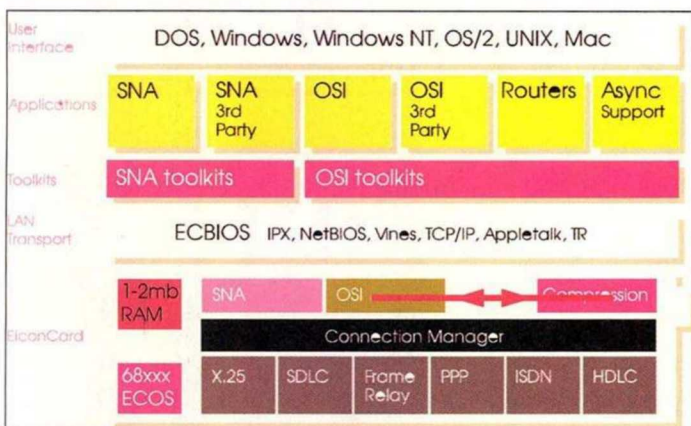 User
Interface
DOS, Windows, Windows NT, OS/2, UNIX, Mac
Applications
SNA
SNA
3rd
Party
OSI
OSI
3rd
Party
Routers
Async
Support
Toolkits
SNA toolkits
OSI toolkits
LAN
Transport
ECBIOS IPX, NetBIOS, Vines, TCP/IP, Appletalk, TR
EiconCard
1-2mb
RAM
SNA
OSI
Compression
Connection Manager
68xxx
ECOS
X.25
SDLC
Frame
Relay
PPP
ISDN
HDLC